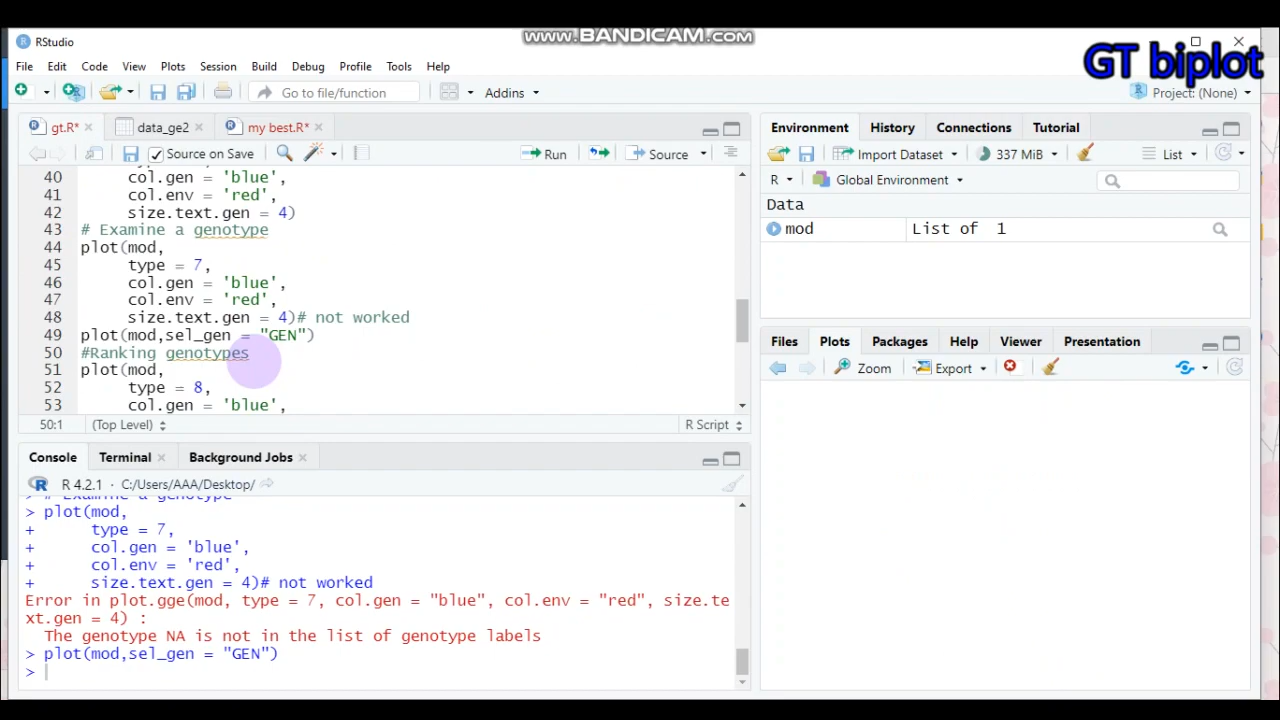 www.BANDICAM.com
RStudio
GT biplot
File Edit Code View Plots Session Build Debug Profile Tools Help
Go to file/function Addins Project: (None)
gt.R* data_ge2 my best.R*
Source on Save Run Source
40 col.gen = 'blue',
41 col.env = 'red',
42 size.text.gen = 4)
43 # Examine a genotype
44 plot(mod,
45 type = 7,
46 col.gen = 'blue',
47 col.env = 'red',
48 size.text.gen = 4)# not worked
49 plot(mod,sel_gen = "GEN")
50 #Ranking genotypes
51 plot(mod,
52 type = 8,
53 col.gen = 'blue',
50:1 (Top Level) R Script
Console Terminal Background Jobs
R 4.2.1 · C:/Users/AAA/Desktop/
> # Examine a genotype
> plot(mod,
+ type = 7,
+ col.gen = 'blue',
+ col.env = 'red',
+ size.text.gen = 4)# not worked
Error in plot.gge(mod, type = 7, col.gen = "blue", col.env = "red", size.te
xt.gen = 4) :
The genotype NA is not in the list of genotype labels
> plot(mod,sel_gen = "GEN")
>
Environment History Connections Tutorial
Import Dataset 337 MiB List
R Global Environment
Data
mod List of 1
Files Plots Packages Help Viewer Presentation
Zoom Export